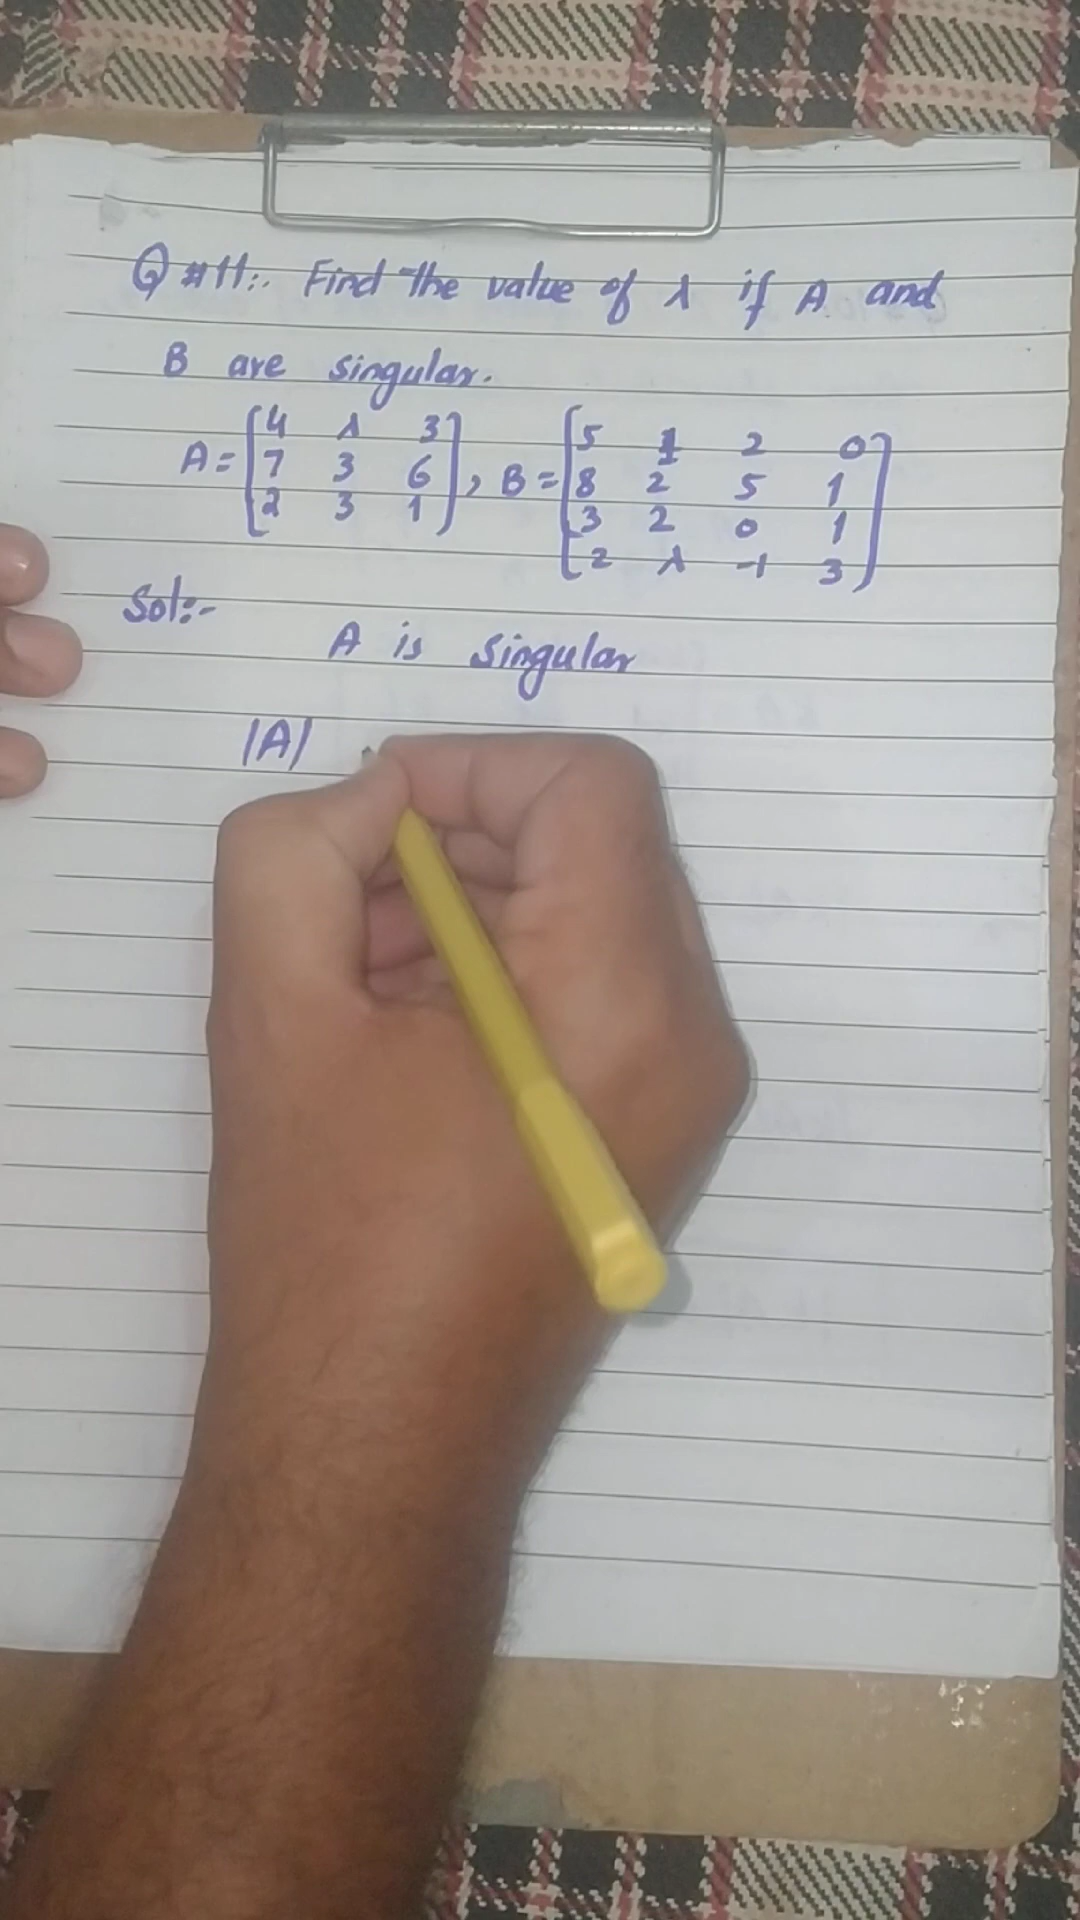 Q#11:. Find the value of λ if A and
B are singular.
A = [4 λ 3
7 3 6
2 3 1], B = [5 1 2 0
8 2 5 1
3 2 0 1
2 λ -1 3]
Sol:-
A is singular
|A|